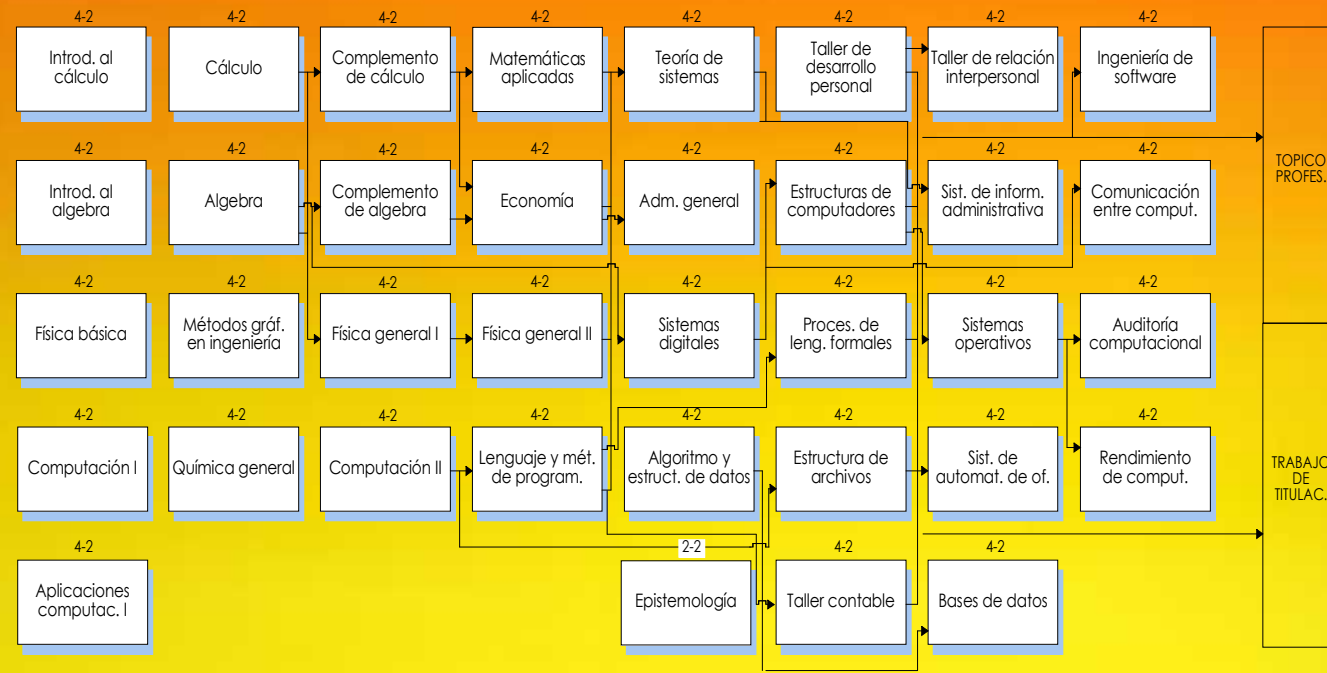 4-2 4-2 4-2 4-2 4-2 4-2 4-2 4-2
Introd. al
cálculo
Cálculo
Complemento
de cálculo
Matemáticas
aplicadas
Teoría de
sistemas
Taller de
desarrollo
personal
Taller de relación
interpersonal
Ingeniería de
software
4-2 4-2 4-2 4-2 4-2 4-2 4-2 4-2
Introd. al
algebra
Algebra
Complemento
de algebra
Economía
Adm. general
Estructuras de
computadores
Sist. de inform.
administrativa
Comunicación
entre comput.
TOPICO
PROFES.
4-2 4-2 4-2 4-2 4-2 4-2 4-2 4-2
Física básica
Métodos gráf.
en ingeniería
Física general I
Física general II
Sistemas
digitales
Proces. de
leng. formales
Sistemas
operativos
Auditoría
computacional
4-2 4-2 4-2 4-2 4-2 4-2 4-2 4-2
Computación I
Química general
Computación II
Lenguaje y mét.
de program.
Algoritmo y
estruct. de datos
Estructura de
archivos
Sist. de
automat. de of.
Rendimiento
de comput.
TRABAJO
DE
TITULAC.
4-2 2-2 4-2 4-2
Aplicaciones
computac. I
Epistemología
Taller contable
Bases de datos